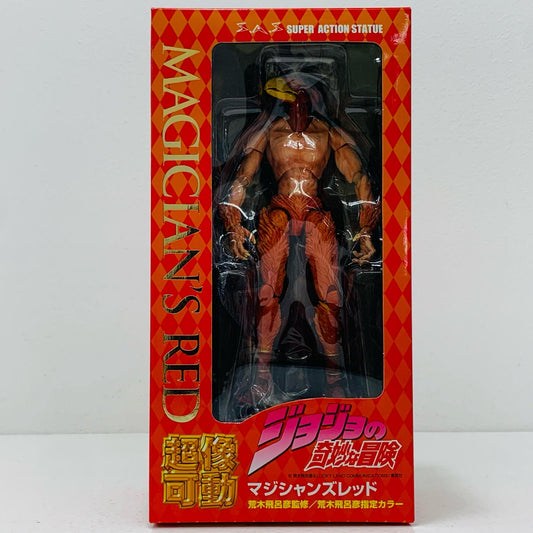 SAS SUPER ACTION STATUE
MAGICIAN'S RED
超像
可動
ジョジョの
奇妙な冒険
マジシャンズレッド
荒木飛呂彦監修/荒木飛呂彦指定カラー